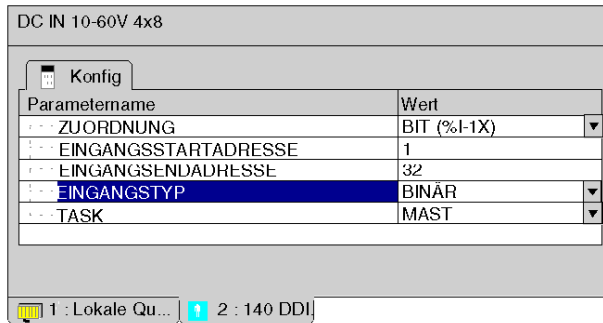 DC IN 10-60V 4x8
Konfig
Parametername Wert
ZUORDNUNG BIT (%I-1X)
EINGANGSSTARTADRESSE 1
EINGANGSENDADRESSE 32
EINGANGSTYP BINÄR
TASK MAST
1 : Lokale Qu... 2 : 140 DDI